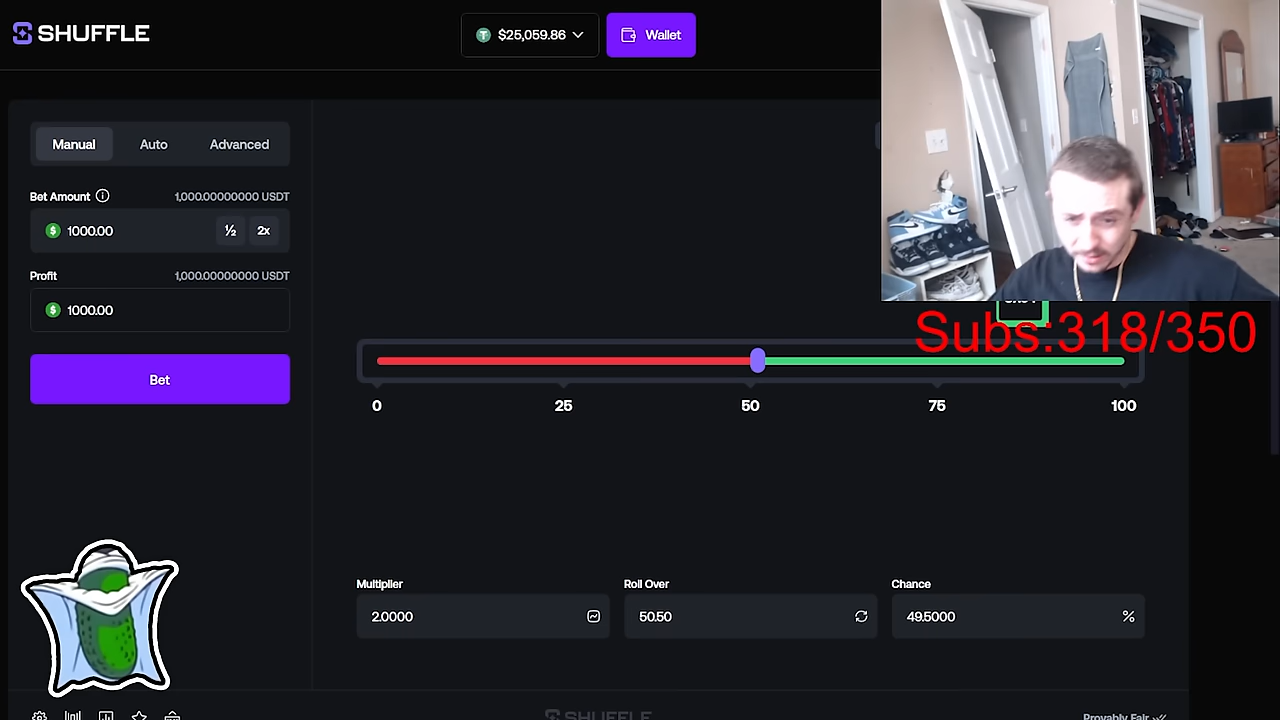 SHUFFLE
$25,059.86
Wallet
Manual
Auto
Advanced
Bet Amount
1,000.00000000 USDT
1000.00
½
2x
Profit
1,000.00000000 USDT
1000.00
Bet
Subs:318/350
0
25
50
75
100
Multiplier
Roll Over
Chance
2.0000
50.50
49.5000
%
SHUFFLE
Provably Fair